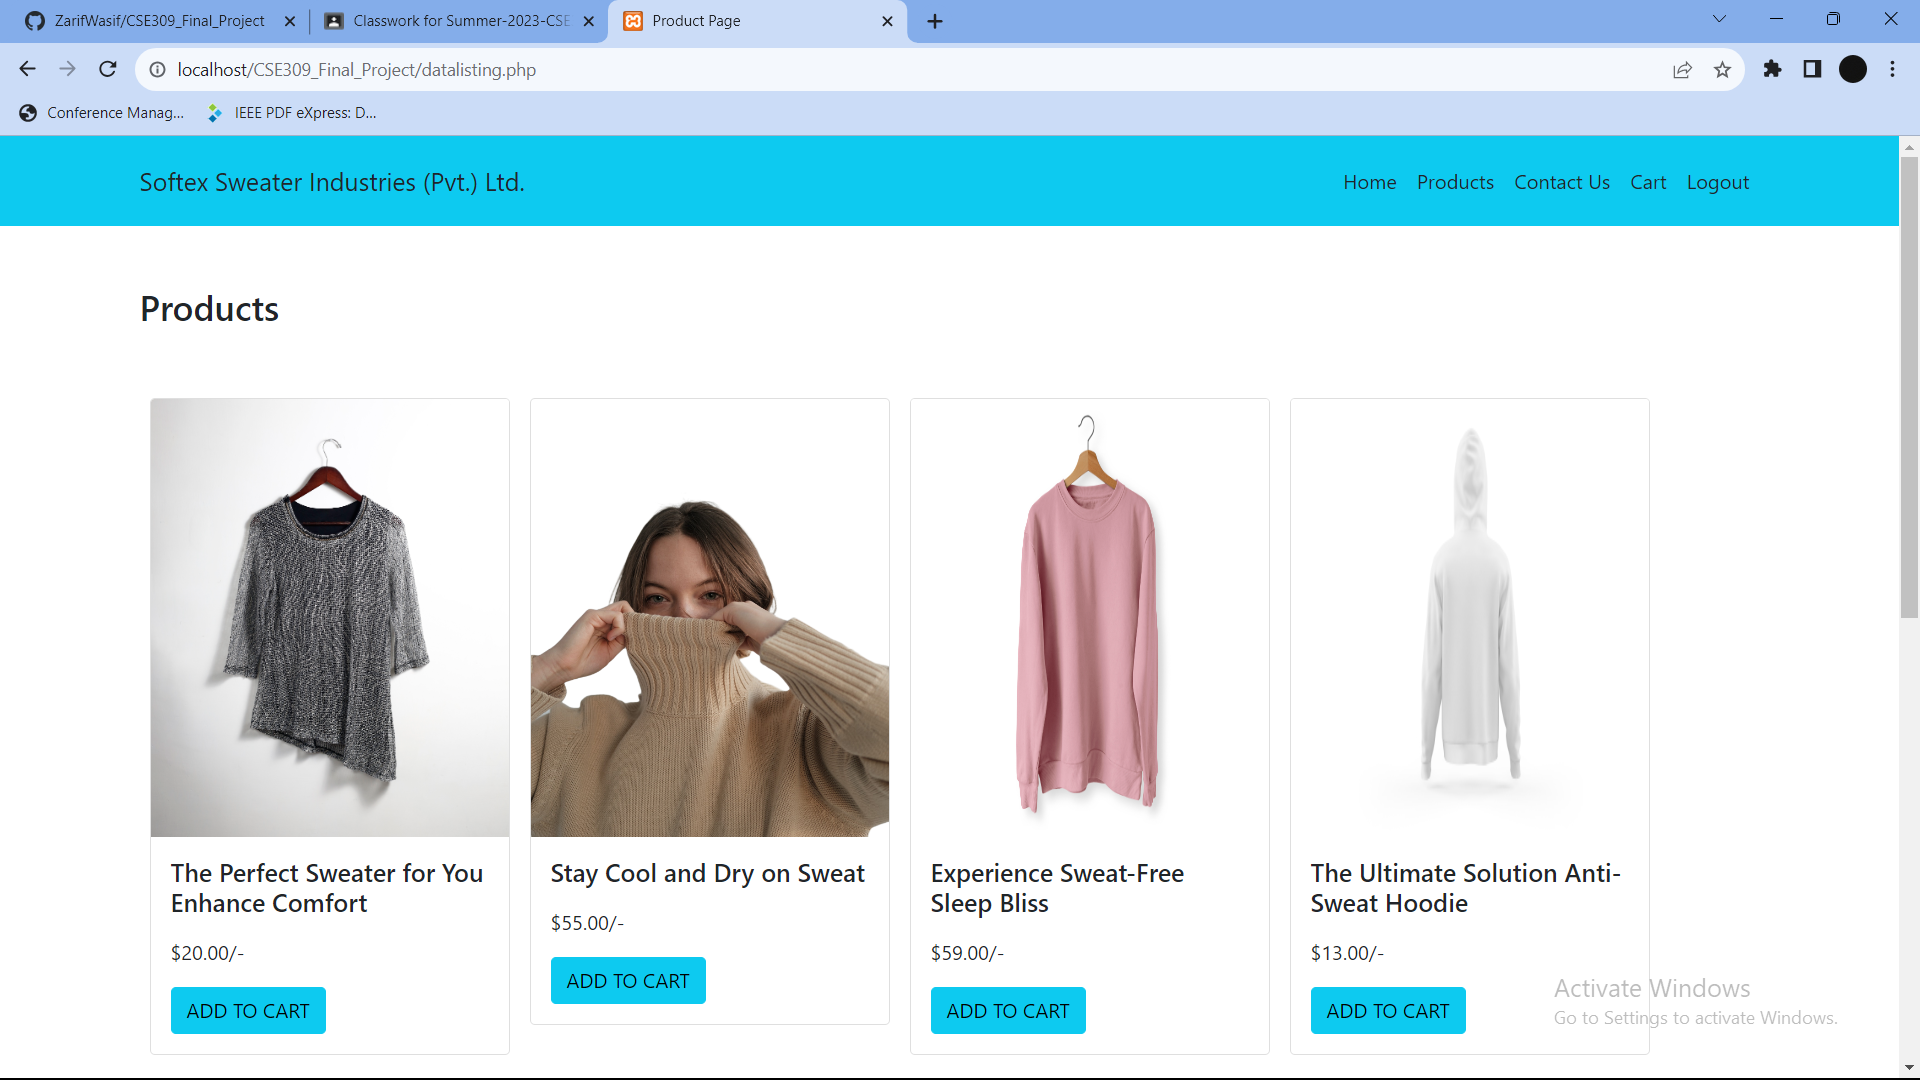 ZarifWasif/CSE309_Final_Project
Classwork for Summer-2023-CSE
Product Page
localhost/CSE309_Final_Project/datalisting.php
Conference Manag...
IEEE PDF eXpress: D...
Softex Sweater Industries (Pvt.) Ltd.
Home Products Contact Us Cart Logout
Products
The Perfect Sweater for You
Enhance Comfort
$20.00/-
ADD TO CART
Stay Cool and Dry on Sweat
$55.00/-
ADD TO CART
Experience Sweat-Free
Sleep Bliss
$59.00/-
ADD TO CART
The Ultimate Solution Anti-
Sweat Hoodie
$13.00/-
ADD TO CART
Activate Windows
Go to Settings to activate Windows.